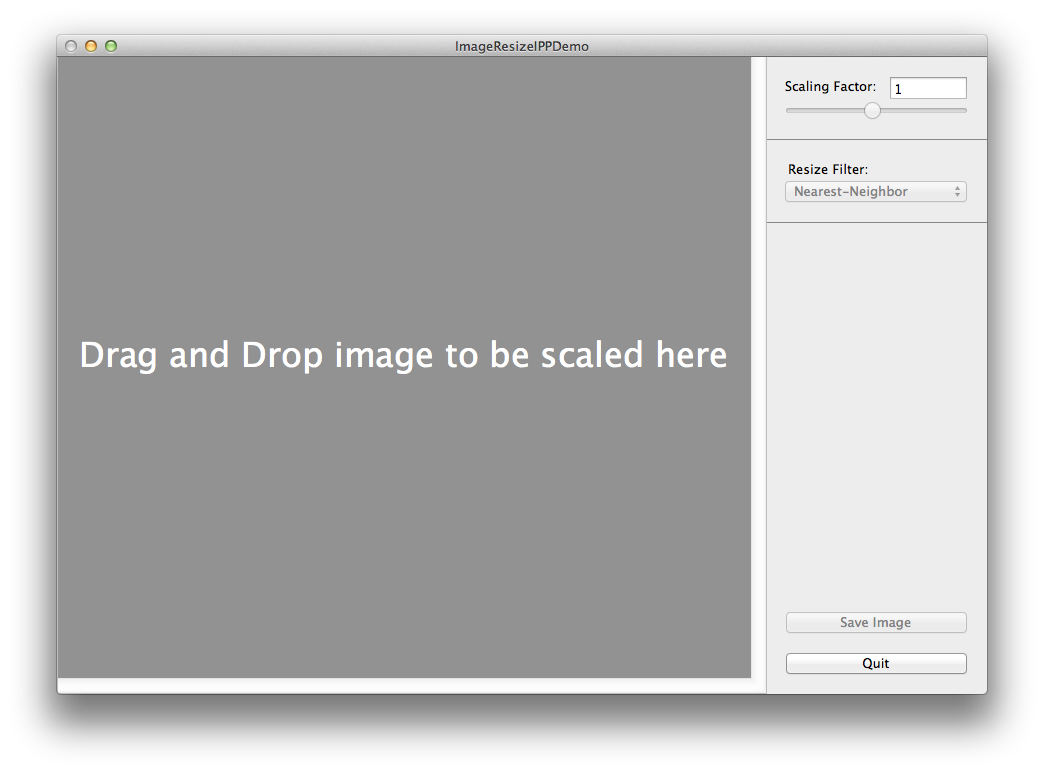 ImageResizeIPPDemo
Scaling Factor: 1
Resize Filter:
Nearest-Neighbor
Drag and Drop image to be scaled here
Save Image
Quit